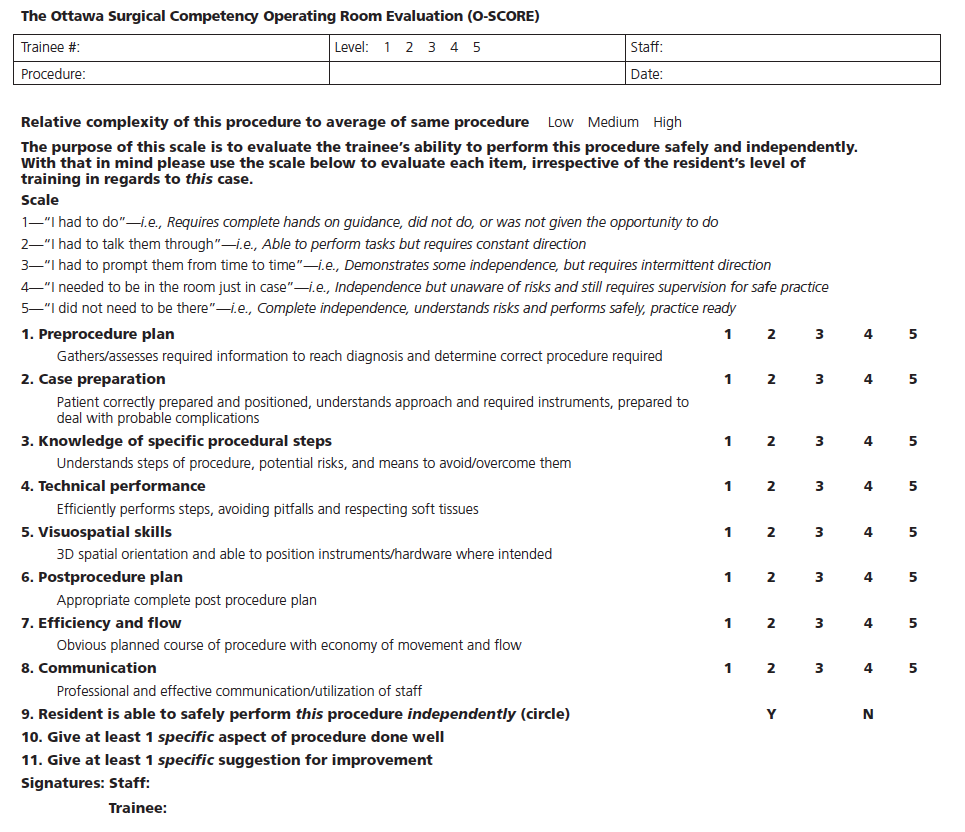 The Ottawa Surgical Competency Operating Room Evaluation (O-SCORE)
Trainee #: Level: 1 2 3 4 5 Staff:
Procedure: Date:
Relative complexity of this procedure to average of same procedure Low Medium High
The purpose of this scale is to evaluate the trainee’s ability to perform this procedure safely and independently.
With that in mind please use the scale below to evaluate each item, irrespective of the resident’s level of
training in regards to this case.
Scale
1—“I had to do”—i.e., Requires complete hands on guidance, did not do, or was not given the opportunity to do
2—“I had to talk them through”—i.e., Able to perform tasks but requires constant direction
3—“I had to prompt them from time to time”—i.e., Demonstrates some independence, but requires intermittent direction
4—“I needed to be in the room just in case”—i.e., Independence but unaware of risks and still requires supervision for safe practice
5—“I did not need to be there”—i.e., Complete independence, understands risks and performs safely, practice ready
1. Preprocedure plan 1 2 3 4 5
Gathers/assesses required information to reach diagnosis and determine correct procedure required
2. Case preparation 1 2 3 4 5
Patient correctly prepared and positioned, understands approach and required instruments, prepared to
deal with probable complications
3. Knowledge of specific procedural steps 1 2 3 4 5
Understands steps of procedure, potential risks, and means to avoid/overcome them
4. Technical performance 1 2 3 4 5
Efficiently performs steps, avoiding pitfalls and respecting soft tissues
5. Visuospatial skills 1 2 3 4 5
3D spatial orientation and able to position instruments/hardware where intended
6. Postprocedure plan 1 2 3 4 5
Appropriate complete post procedure plan
7. Efficiency and flow 1 2 3 4 5
Obvious planned course of procedure with economy of movement and flow
8. Communication 1 2 3 4 5
Professional and effective communication/utilization of staff
9. Resident is able to safely perform this procedure independently (circle) Y N
10. Give at least 1 specific aspect of procedure done well
11. Give at least 1 specific suggestion for improvement
Signatures: Staff:
Trainee: